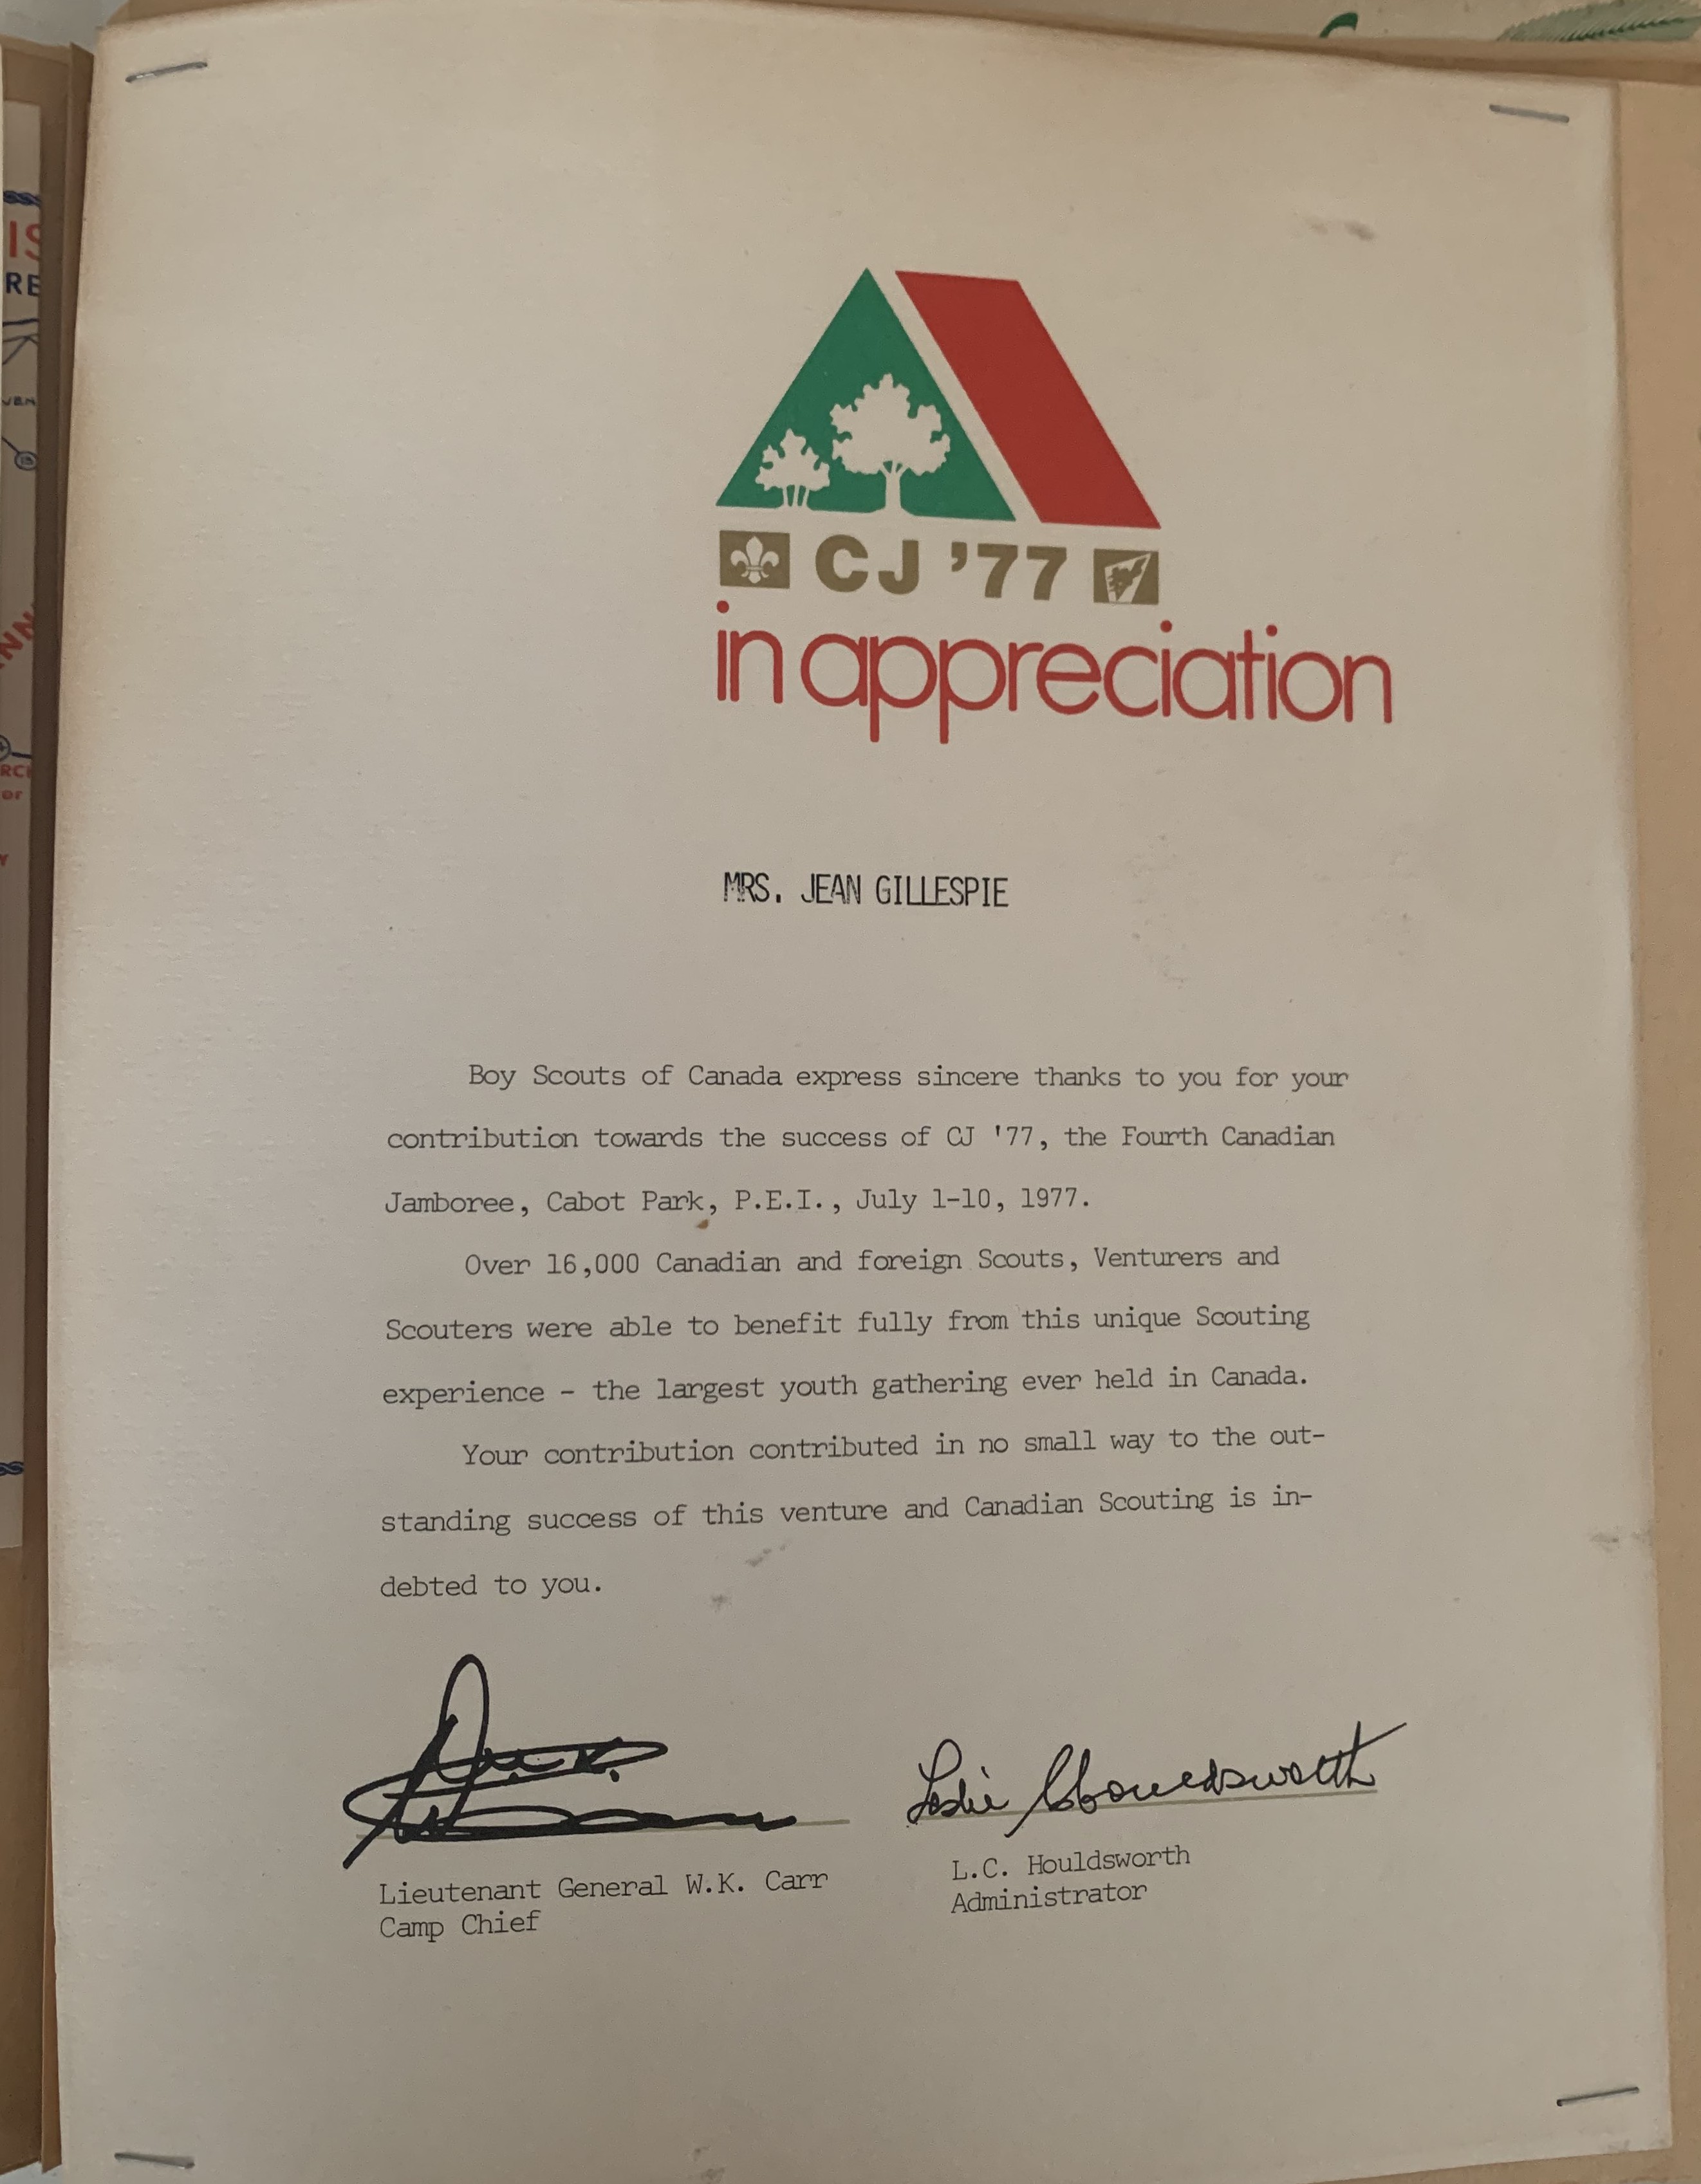 IS
RE
CJ '77
in appreciation
MRS. JEAN GILLESPIE
Boy Scouts of Canada express sincere thanks to you for your
contribution towards the success of CJ '77, the Fourth Canadian
Jamboree, Cabot Park, P.E.I., July 1-10, 1977.
Over 16,000 Canadian and foreign Scouts, Venturers and
Scouters were able to benefit fully from this unique Scouting
experience - the largest youth gathering ever held in Canada.
Your contribution contributed in no small way to the out-
standing success of this venture and Canadian Scouting is in-
debted to you.
Leslie C Houldsworth
Lieutenant General W.K. Carr
Camp Chief
L.C. Houldsworth
Administrator